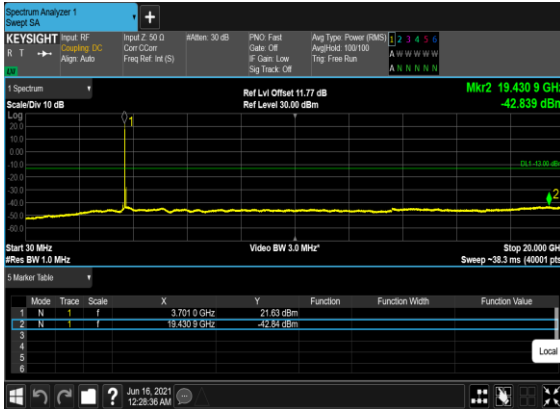 Spectrum Analyzer 1
Swept SA
+
KEYSIGHT Input: RF Input Z: 50 Ω #Atten: 30 dB PNO: Fast Avg Type: Power (RMS) 1 2 3 4 5 6
R T Coupling: DC Corr CCorr Gate: Off Avg|Hold: 100/100 A W W W W W
Align: Auto Freq Ref: Int (S) IF Gain: Low Trig: Free Run
Sig Track: Off A N N N N N
1 Spectrum Ref Lvl Offset 11.77 dB Mkr2 19.430 9 GHz
Scale/Div 10 dB Ref Level 30.00 dBm -42.839 dBm
Log
20.0
10.0
0.00
-10.0
-20.0
-30.0
-40.0
-50.0
-60.0
1
DL1 -13.00 dBm
2
Start 30 MHz Video BW 3.0 MHz* Stop 20.000 GH
#Res BW 1.0 MHz Sweep ~38.3 ms (40001 pts
5 Marker Table
Mode Trace Scale X Y Function Function Width Function Value
1 N 1 f 3.701 0 GHz 21.63 dBm
2 N 1 f 19.430 9 GHz -42.84 dBm
3
4
5
6
Local
? Jun 16, 2021
12:28:36 AM